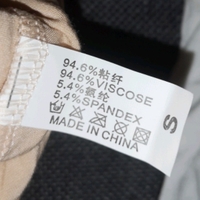 94.6%粘纤
94.6%VISCOSE
5.4%氨纶
5.4%SPANDEX
MADE IN CHINA
S